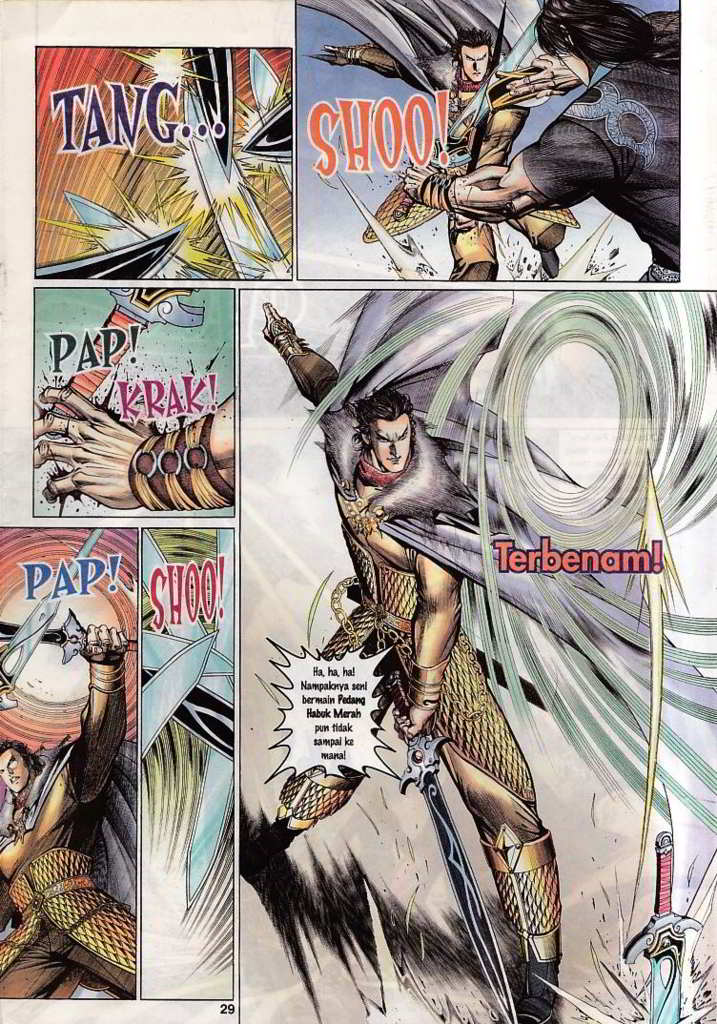 TANG...
SHOO!
PAP!
KRAK!
Terbenam!
Ha, ha, ha!
Nampaknya seni
bermain Pedang
Habuk Merah
pun tidak
sampai ke
mana!
PAP!
SHOO!
29